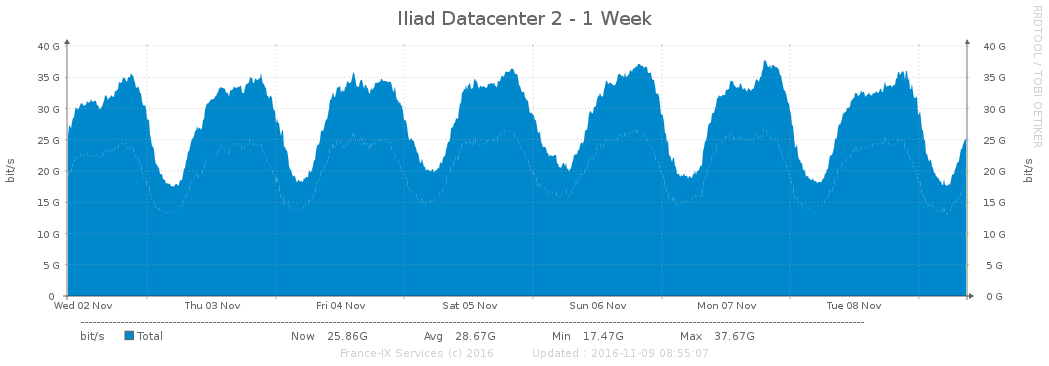 Iliad Datacenter 2 - 1 Week
RRDTOOL / TOBI OETIKER
40 G 40 G
35 G 35 G
30 G 30 G
25 G 25 G
20 G 20 G
15 G 15 G
10 G 10 G
5 G 5 G
0 0 G
bit/s bit/s
Wed 02 Nov Thu 03 Nov Fri 04 Nov Sat 05 Nov Sun 06 Nov Mon 07 Nov Tue 08 Nov
bit/s Total Now 25.86G Avg 28.67G Min 17.47G Max 37.67G
France-IX Services (c) 2016 Updated : 2016-11-09 08:55:07